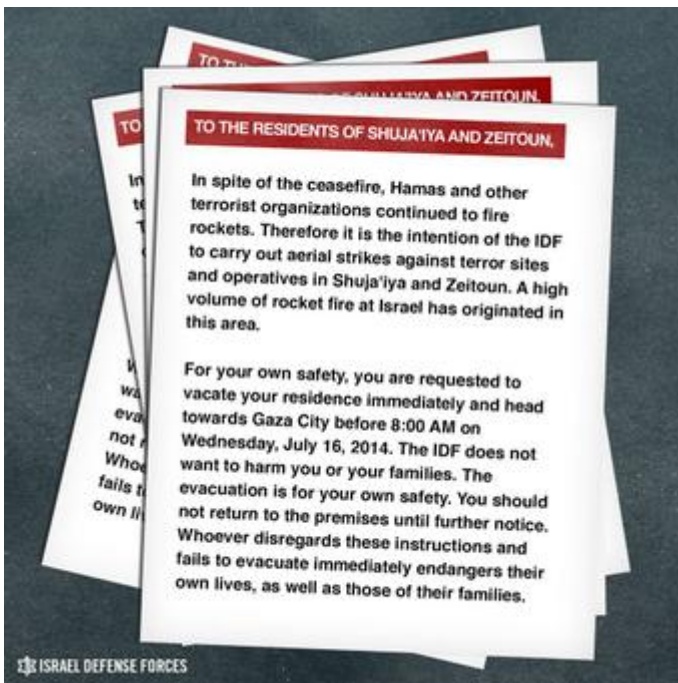 TO THE RESIDENTS OF SHUJA'IYA AND ZEITOUN,
In spite of the ceasefire, Hamas and other
terrorist organizations continued to fire
rockets. Therefore it is the intention of the IDF
to carry out aerial strikes against terror sites
and operatives in Shuja'iya and Zeitoun. A high
volume of rocket fire at Israel has originated in
this area.
For your own safety, you are requested to
vacate your residence immediately and head
towards Gaza City before 8:00 AM on
Wednesday, July 16, 2014. The IDF does not
want to harm you or your families. The
evacuation is for your own safety. You should
not return to the premises until further notice.
Whoever disregards these instructions and
fails to evacuate immediately endangers their
own lives, as well as those of their families.
ISRAEL DEFENSE FORCES